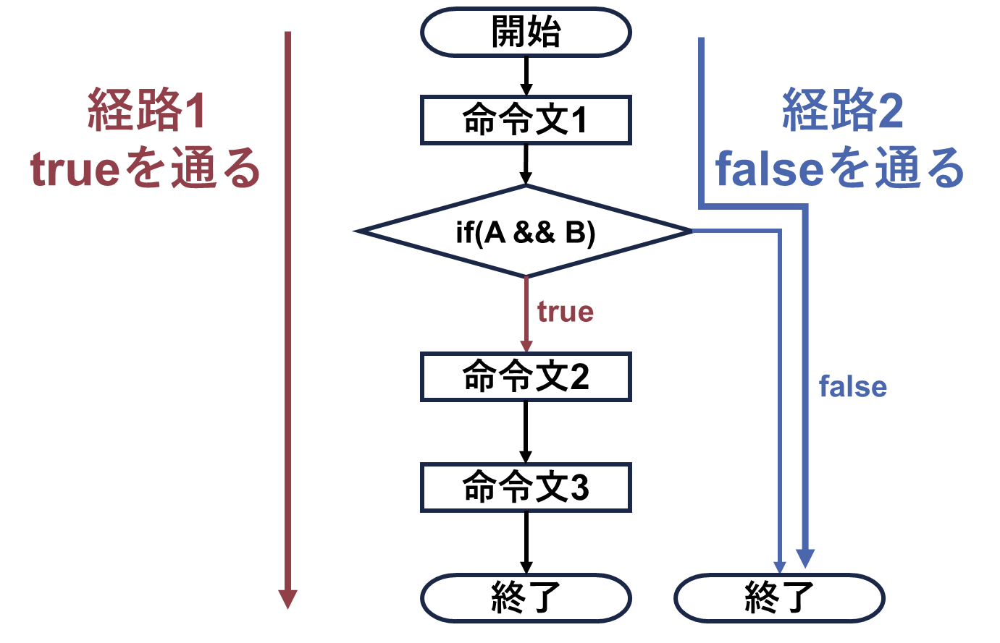 開始
経路1
trueを通る
命令文1
経路2
falseを通る
if(A && B)
true
命令文2
false
命令文3
終了
終了